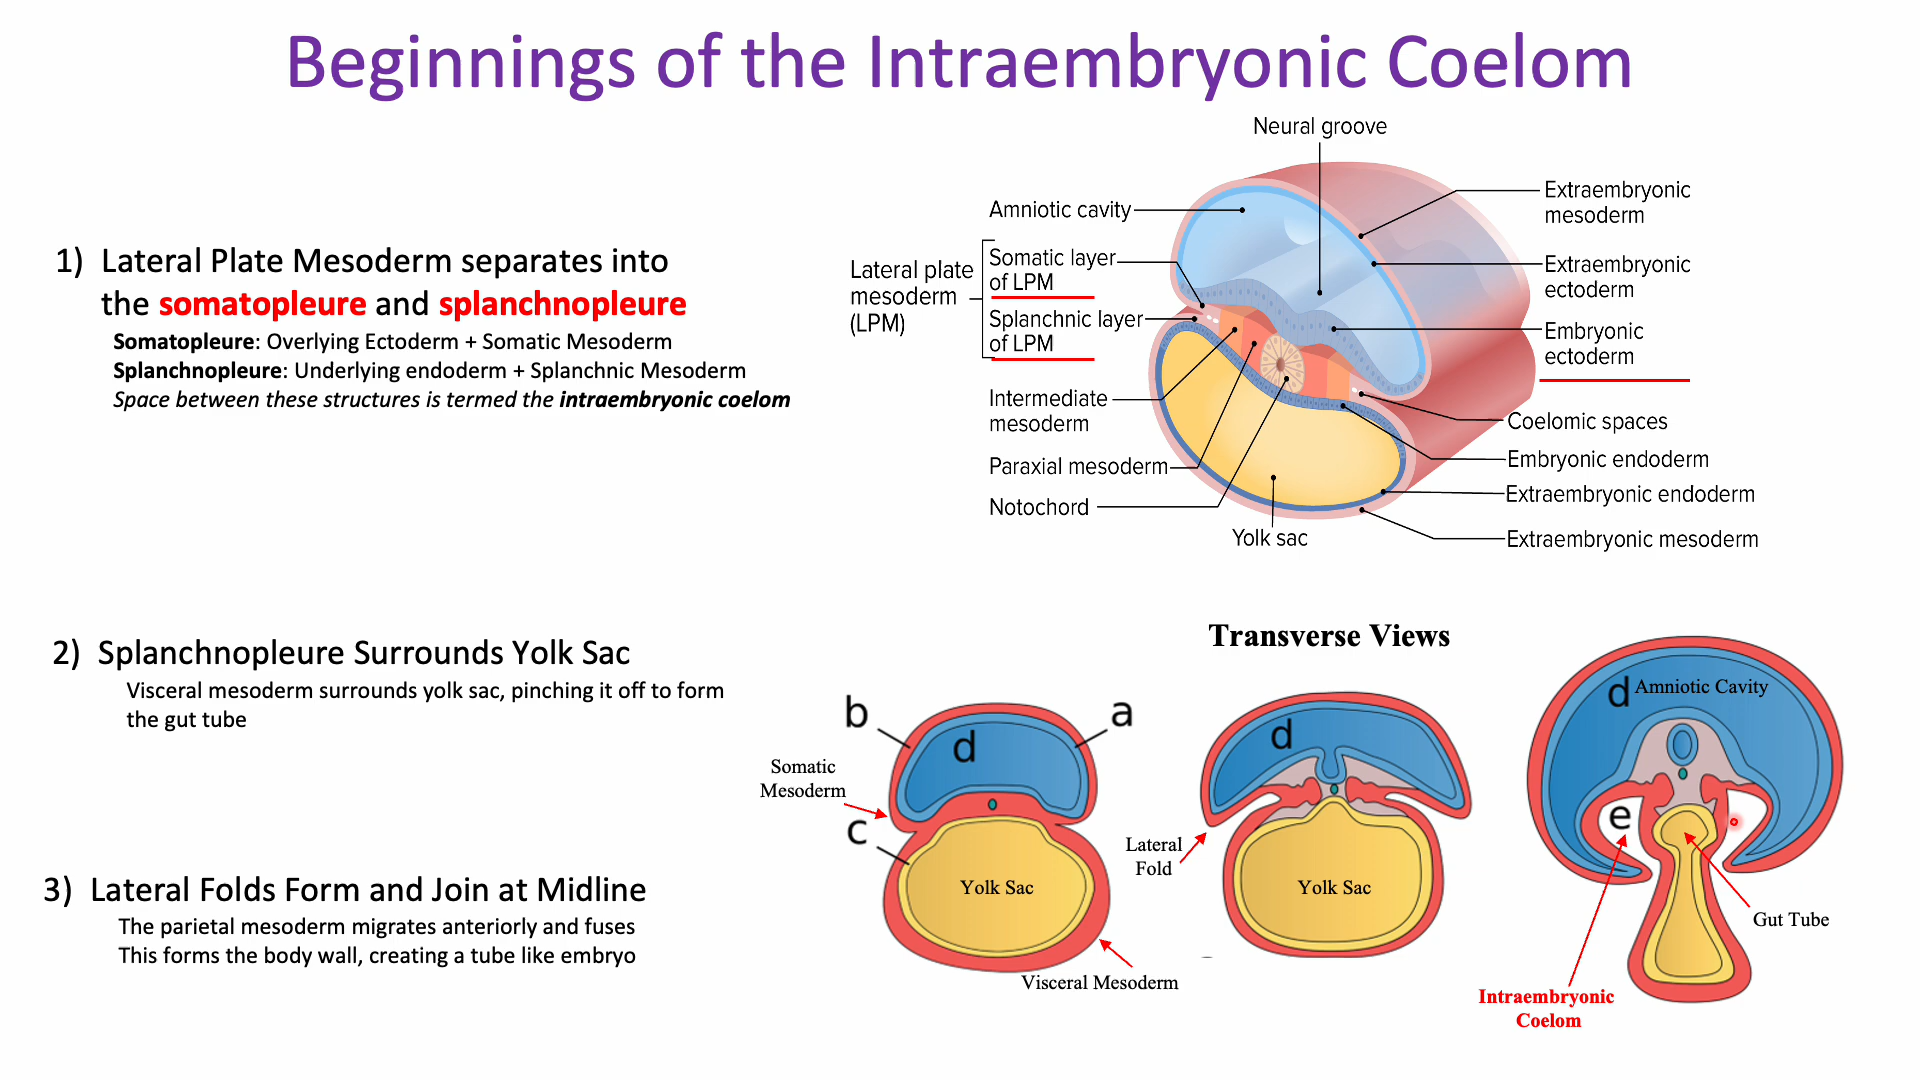 Beginnings of the Intraembryonic Coelom
1) Lateral Plate Mesoderm separates into
the somatopleure and splanchnopleure
Somatopleure: Overlying Ectoderm + Somatic Mesoderm
Splanchnopleure: Underlying endoderm + Splanchnic Mesoderm
Space between these structures is termed the intraembryonic coelom
Neural groove
Amniotic cavity
Lateral plate
mesoderm
(LPM)
Somatic layer
of LPM
Splanchnic layer
of LPM
Intermediate
mesoderm
Paraxial mesoderm
Notochord
Yolk sac
Extraembryonic
mesoderm
Extraembryonic
ectoderm
Embryonic
ectoderm
Coelomic spaces
Embryonic endoderm
Extraembryonic endoderm
Extraembryonic mesoderm
2) Splanchnopleure Surrounds Yolk Sac
Visceral mesoderm surrounds yolk sac, pinching it off to form
the gut tube
3) Lateral Folds Form and Join at Midline
The parietal mesoderm migrates anteriorly and fuses
This forms the body wall, creating a tube like embryo
Transverse Views
b
a
d
Somatic
Mesoderm
c
Yolk Sac
Visceral Mesoderm
d
Lateral
Fold
Yolk Sac
d
Amniotic Cavity
e
Gut Tube
Intraembryonic
Coelom